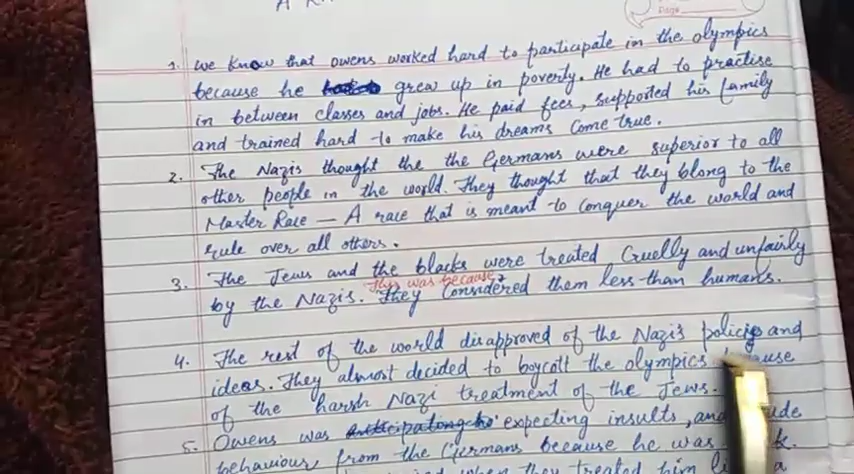 1. we know that owens worked hard to participate in the olympics
because he grew up in poverty. He had to practise
in between classes and jobs. He paid fees, supported his family
and trained hard to make his dreams come true.
2. The Nazis thought the the Germans were superior to all
other people in the world. They thought that they blong to the
Master Race — A race that is meant to conquer the world and
rule over all others.
3. The Jews and the blacks were treated Cruelly and unfairly
This was because
by the Nazis. They considered them less than humans.
4. The rest of the world disapproved of the Nazi's policies and
ideas. They almost decided to boycott the olympics
of the harsh Nazi treatment of the Jews.
5. Owens was anticipating to expecting insults, and
behaviour from the Germans because he was
when they treated him